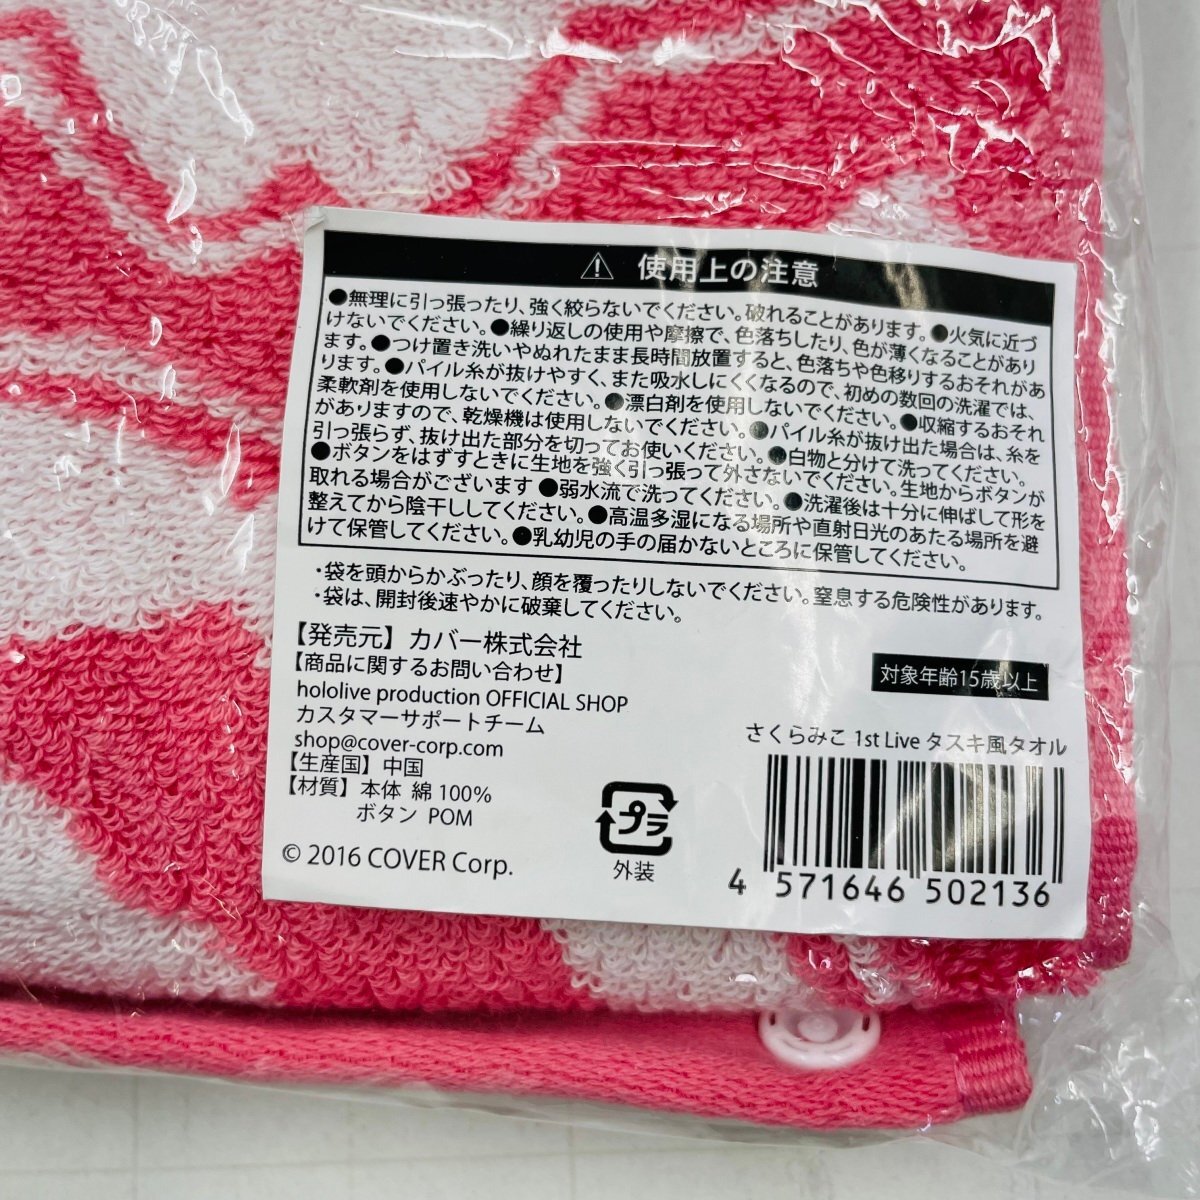 ⚠ 使用上の注意
●無理に引っ張ったり、強く絞らないでください。破れることがあります。●火気に近づ
けないでください。●繰り返しの使用や摩擦で、色落ちしたり、色が薄くなることがあり
ます。●つけ置き洗いやぬれたまま長時間放置すると、色落ちや色移りするおそれがあ
ります。●パイル糸が抜けやすく、また吸水しにくくなるので、初めの数回の洗濯では、
柔軟剤を使用しないでください。●漂白剤を使用しないでください。●収縮するおそれ
がありますので、乾燥機は使用しないでください。●パイル糸が抜け出た場合は、糸を
引っ張らず、抜け出た部分を切ってお使いください。●白物と分けて洗ってください。
●ボタンをはずすときに生地を強く引っ張って外さないでください。生地からボタンが
取れる場合がございます ●弱水流で洗ってください。●洗濯後は十分に伸ばして形を
整えてから陰干ししてください。●高温多湿になる場所や直射日光のあたる場所を避
けて保管してください。●乳幼児の手の届かないところに保管してください。
・袋を頭からかぶったり、顔を覆ったりしないでください。窒息する危険性があります。
・袋は、開封後速やかに破棄してください。
【発売元】カバー株式会社
【商品に関するお問い合わせ】
hololive production OFFICIAL SHOP
カスタマーサポートチーム
shop@cover-corp.com
【生産国】中国
【材質】本体 綿 100%
ボタン POM
© 2016 COVER Corp.
プラ
外装
対象年齢15歳以上
さくらみこ 1st Live タスキ風タオル
4 571646 502136